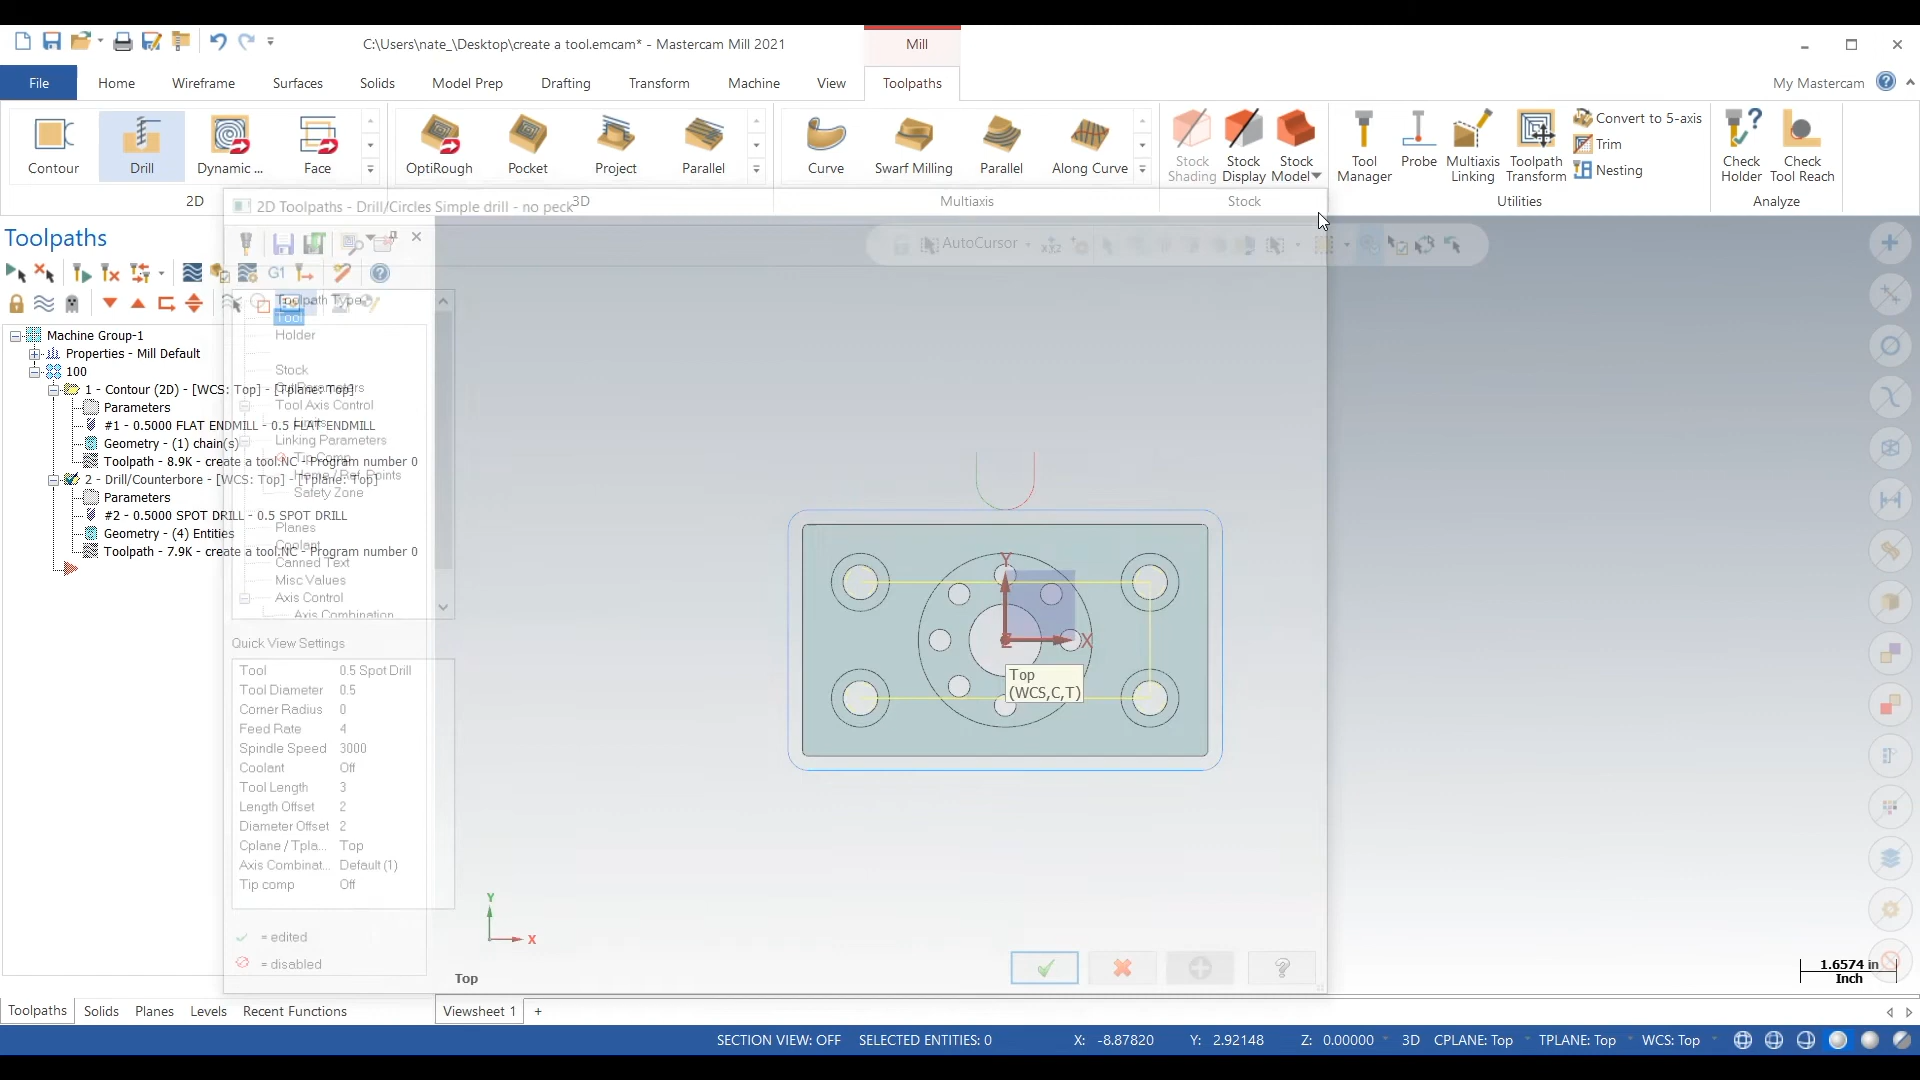 C:\Users\nate_\Desktop\create a tool.emcam* - Mastercam Mill 2021
Mill
File
Home
Wireframe
Surfaces
Solids
Model Prep
Drafting
Transform
Machine
View
Toolpaths
My Mastercam
Contour
Drill
Dynamic ...
Face
OptiRough
Pocket
Project
Parallel
Curve
Swarf Milling
Parallel
Along Curve
Stock Shading
Stock Display
Stock Model
Tool Manager
Probe
Multiaxis Linking
Toolpath Transform
Convert to 5-axis
Trim
Nesting
Check Holder
Check Tool Reach
2D
3D
Multiaxis
Stock
Utilities
Analyze
2D Toolpaths - Drill/Circles Simple drill - no peck
Toolpaths
AutoCursor
G1
Machine Group-1
Properties - Mill Default
100
1 - Contour (2D) - [WCS: Top] - [Tplane: Top]
Parameters
#1 - 0.5000 FLAT ENDMILL - 0.5 FLAT ENDMILL
Geometry - (1) chain(s)
Toolpath - 8.9K - create a tool.NC - Program number 0
2 - Drill/Counterbore - [WCS: Top] - [Tplane: Top]
Parameters
#2 - 0.5000 SPOT DRILL - 0.5 SPOT DRILL
Geometry - (4) Entities
Toolpath - 7.9K - create a tool.NC - Program number 0
Toolpath Type
Tool
Holder
Stock
Cut Parameters
Tool Axis Control
Limits
Linking Parameters
Tip Comp
Home / Ref. Points
Safety Zone
Planes
Coolant
Canned Text
Misc Values
Axis Control
Axis Combination
Quick View Settings
Tool 0.5 Spot Drill
Tool Diameter 0.5
Corner Radius 0
Feed Rate 4
Spindle Speed 3000
Coolant Off
Tool Length 3
Length Offset 2
Diameter Offset 2
Cplane / Tpla... Top
Axis Combinat... Default (1)
Tip comp Off
= edited
= disabled
Y
X
Z
Top
(WCS,C,T)
Y
X
Top
1.6574 in
Inch
Toolpaths
Solids
Planes
Levels
Recent Functions
Viewsheet 1
+
SECTION VIEW: OFF
SELECTED ENTITIES: 0
X: -8.87820
Y: 2.92148
Z: 0.00000
3D
CPLANE: Top
TPLANE: Top
WCS: Top